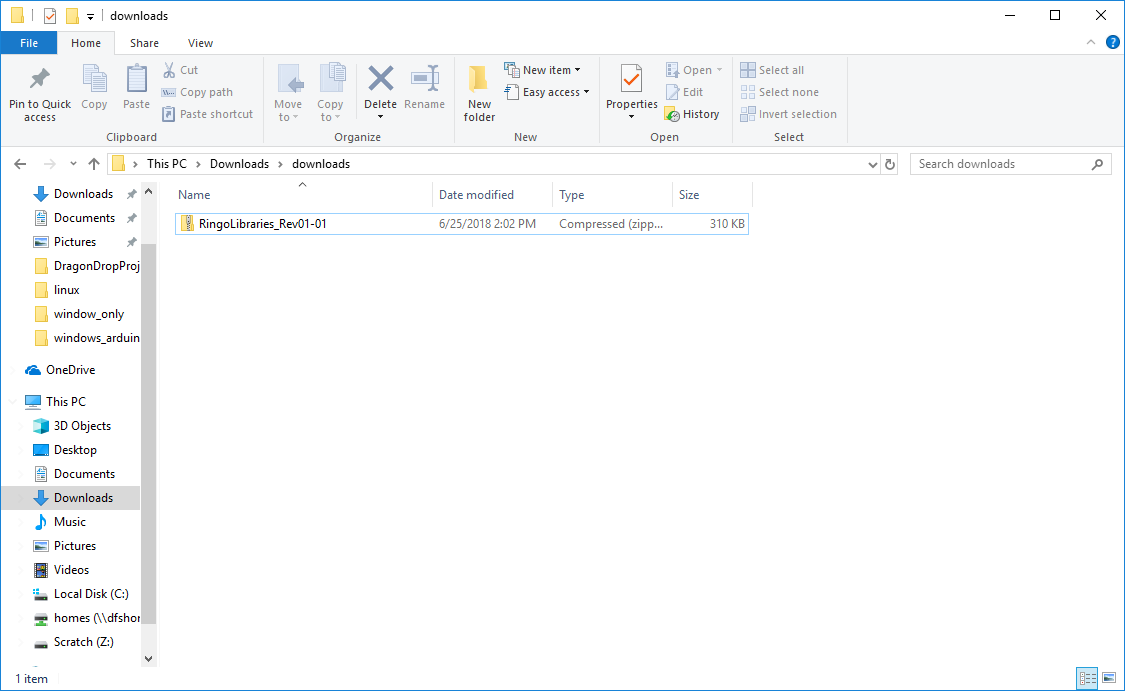 downloads
File Home Share View
Pin to Quick access
Copy
Paste
Cut
Copy path
Paste shortcut
Clipboard
Move to
Copy to
Delete
Rename
Organize
New folder
New item
Easy access
New
Properties
Open
Edit
History
Open
Select all
Select none
Invert selection
Select
This PC > Downloads > downloads
Search downloads
Downloads
Documents
Pictures
DragonDropProj
linux
window_only
windows_arduin
OneDrive
This PC
3D Objects
Desktop
Documents
Downloads
Music
Pictures
Videos
Local Disk (C:)
homes (\\dfshor
Scratch (Z:)
Name Date modified Type Size
RingoLibraries_Rev01-01 6/25/2018 2:02 PM Compressed (zipp... 310 KB
1 item